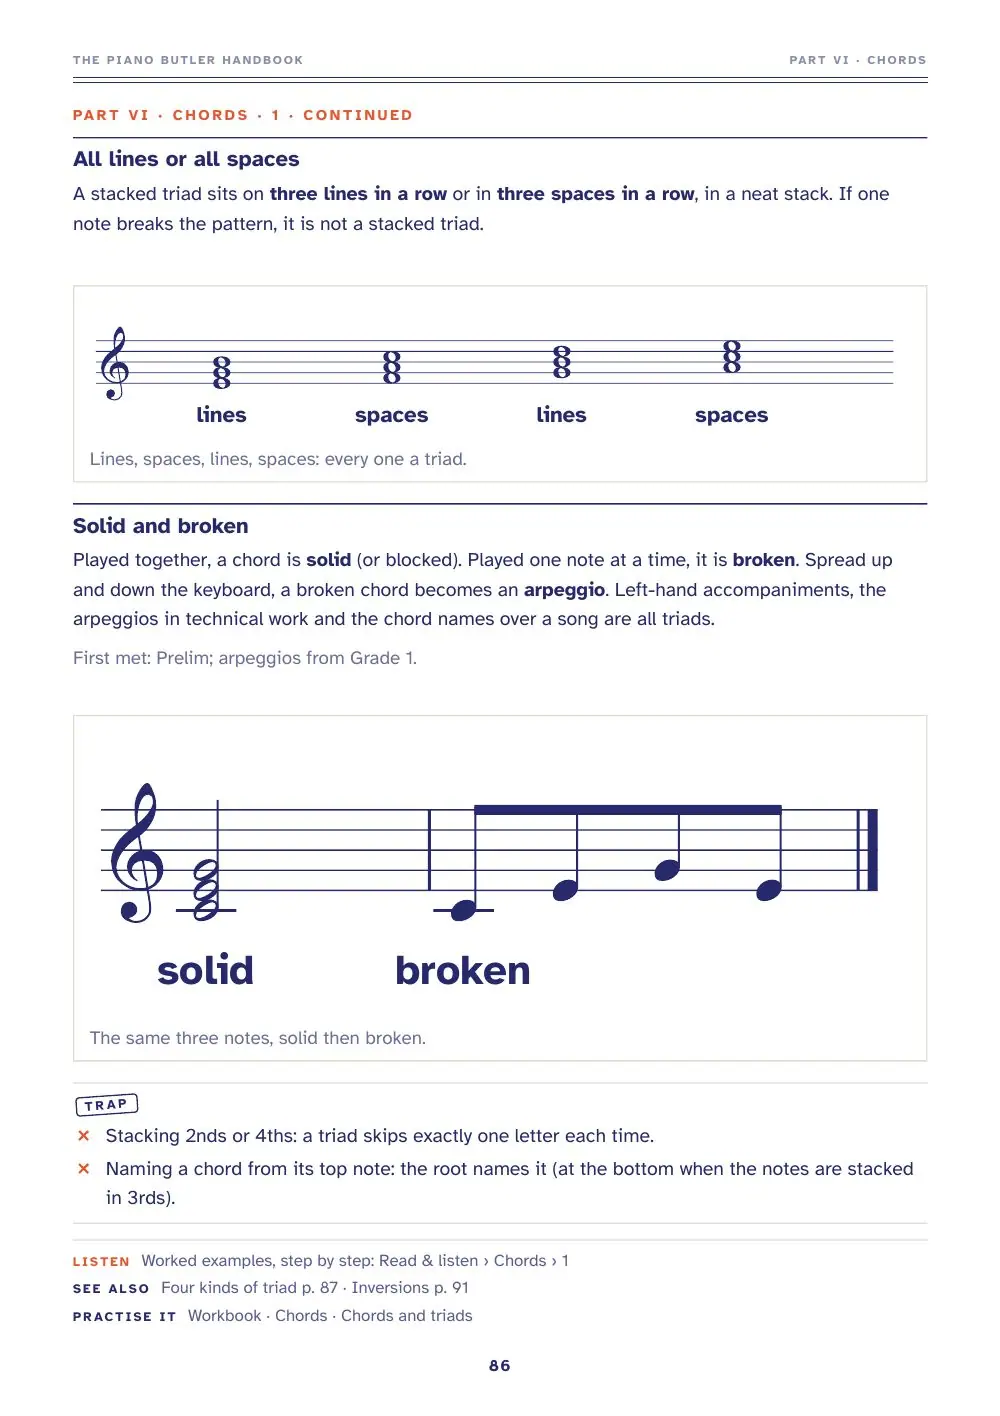 THE PIANO BUTLER HANDBOOK
PART VI · CHORDS
PART VI · CHORDS · 1 · CONTINUED
All lines or all spaces
A stacked triad sits on three lines in a row or in three spaces in a row, in a neat stack. If one
note breaks the pattern, it is not a stacked triad.
lines spaces lines spaces
Lines, spaces, lines, spaces: every one a triad.
Solid and broken
Played together, a chord is solid (or blocked). Played one note at a time, it is broken. Spread up
and down the keyboard, a broken chord becomes an arpeggio. Left-hand accompaniments, the
arpeggios in technical work and the chord names over a song are all triads.
First met: Prelim; arpeggios from Grade 1.
solid broken
The same three notes, solid then broken.
TRAP
× Stacking 2nds or 4ths: a triad skips exactly one letter each time.
× Naming a chord from its top note: the root names it (at the bottom when the notes are stacked
in 3rds).
LISTEN Worked examples, step by step: Read & listen › Chords › 1
SEE ALSO Four kinds of triad p. 87 · Inversions p. 91
PRACTISE IT Workbook · Chords · Chords and triads
86